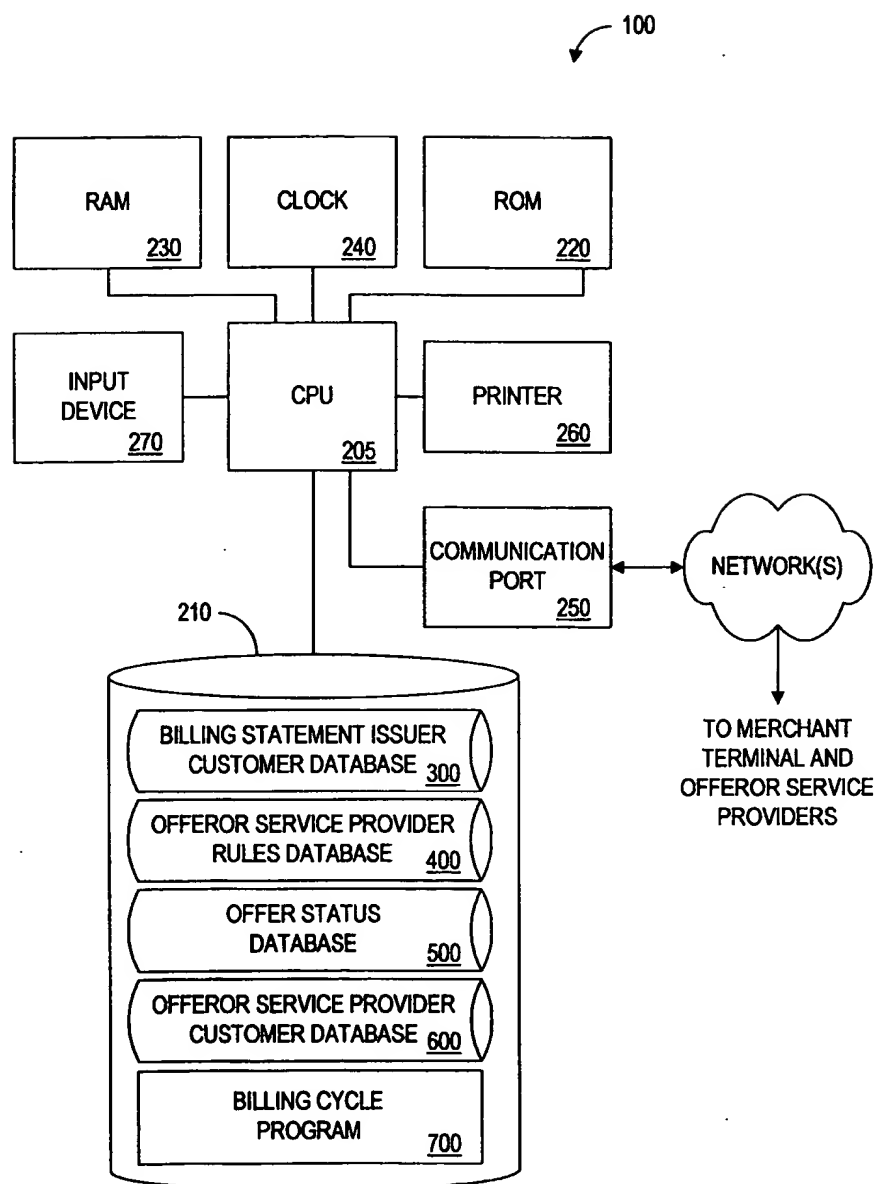 100
RAM
230
CLOCK
240
ROM
220
INPUT
DEVICE
270
CPU
205
PRINTER
260
COMMUNICATION
PORT
250
NETWORK(S)
210
TO MERCHANT
TERMINAL AND
OFFEROR SERVICE
PROVIDERS
BILLING STATEMENT ISSUER
CUSTOMER DATABASE 300
OFFEROR SERVICE PROVIDER
RULES DATABASE 400
OFFER STATUS
DATABASE 500
OFFEROR SERVICE PROVIDER
CUSTOMER DATABASE 600
BILLING CYCLE
PROGRAM 700